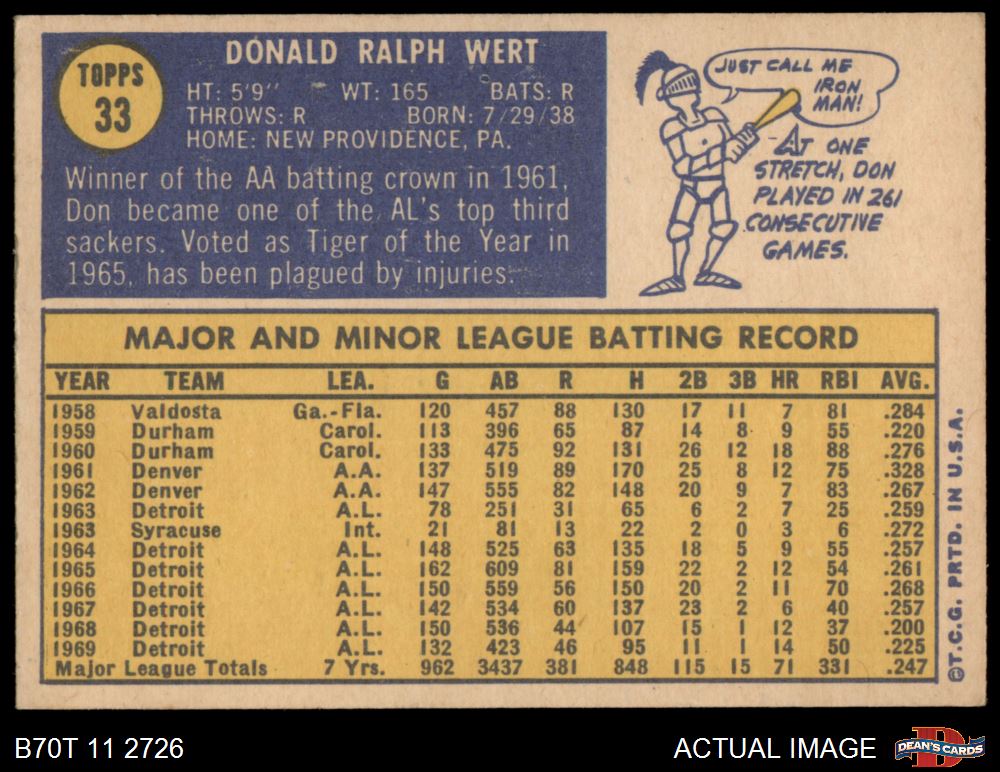 TOPPS
33
DONALD RALPH WERT
HT: 5'9" WT: 165 BATS: R
THROWS: R BORN: 7/29/38
HOME: NEW PROVIDENCE, PA.
Winner of the AA batting crown in 1961,
Don became one of the AL's top third
sackers. Voted as Tiger of the Year in
1965, has been plagued by injuries.
JUST CALL ME
IRON
MAN!
AT ONE
STRETCH, DON
PLAYED IN 261
CONSECUTIVE
GAMES.
MAJOR AND MINOR LEAGUE BATTING RECORD
YEAR TEAM LEA. G AB R H 2B 3B HR RBI AVG.
1958 Valdosta Ga.-Fla. 120 457 88 130 17 11 7 81 .284
1959 Durham Carol. 113 396 65 87 14 8 9 55 .220
1960 Durham Carol. 133 475 92 131 26 12 18 88 .276
1961 Denver A.A. 137 519 89 170 25 8 12 75 .328
1962 Denver A.A. 147 555 82 148 20 9 7 83 .267
1963 Detroit A.L. 78 251 31 65 6 2 7 25 .259
1963 Syracuse Int. 21 81 13 22 2 0 3 6 .272
1964 Detroit A.L. 148 525 63 135 18 5 9 55 .257
1965 Detroit A.L. 162 609 81 159 22 2 12 54 .261
1966 Detroit A.L. 150 559 56 150 20 2 11 70 .268
1967 Detroit A.L. 142 534 60 137 23 2 6 40 .257
1968 Detroit A.L. 150 536 44 107 15 1 12 37 .200
1969 Detroit A.L. 132 423 46 95 11 1 14 50 .225
Major League Totals 7 Yrs. 962 3437 381 848 115 15 71 331 .247
©T.C.G. PRTD. IN U.S.A.
B70T 11 2726
ACTUAL IMAGE
DEAN'S CARDS